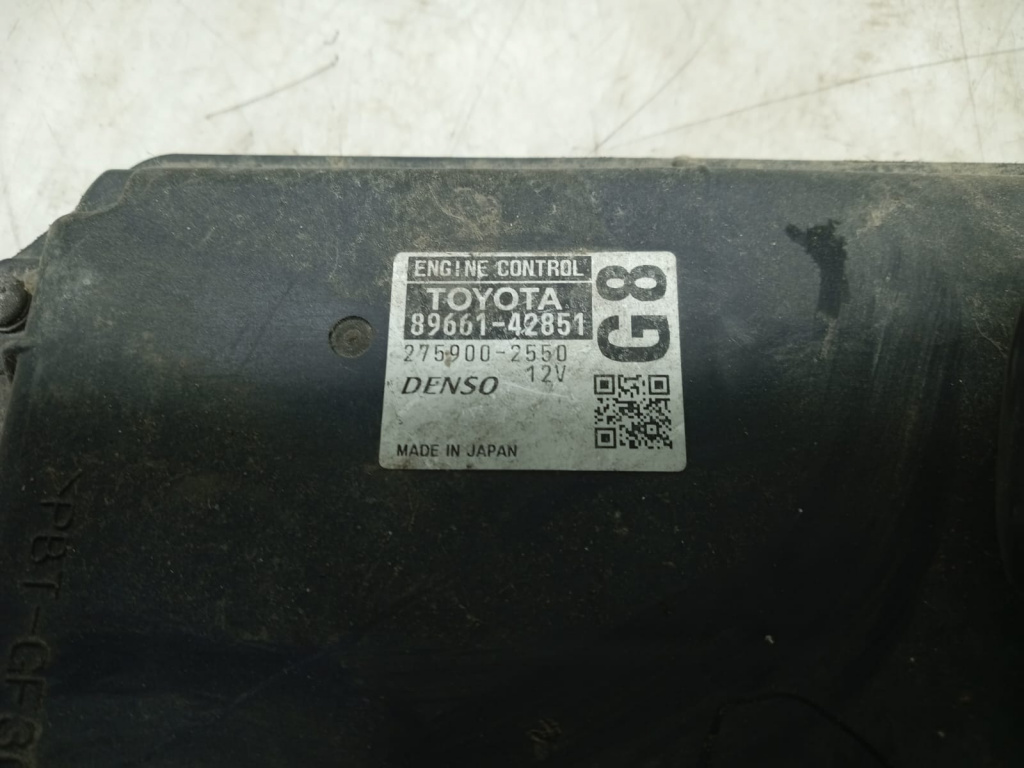 ENGINE CONTROL
TOYOTA
89661-42851
275900-2550
12V
DENSO
MADE IN JAPAN
G8